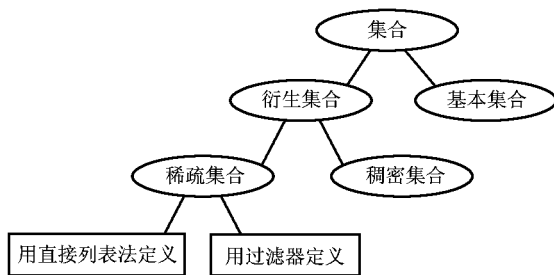 集合
衍生集合
基本集合
稀疏集合
稠密集合
用直接列表法定义
用过滤器定义